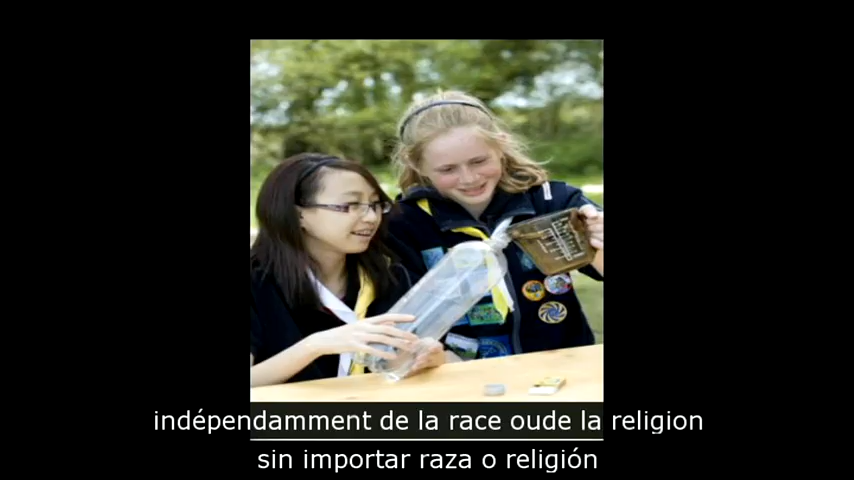 indépendamment de la race oude la religion
sin importar raza o religión